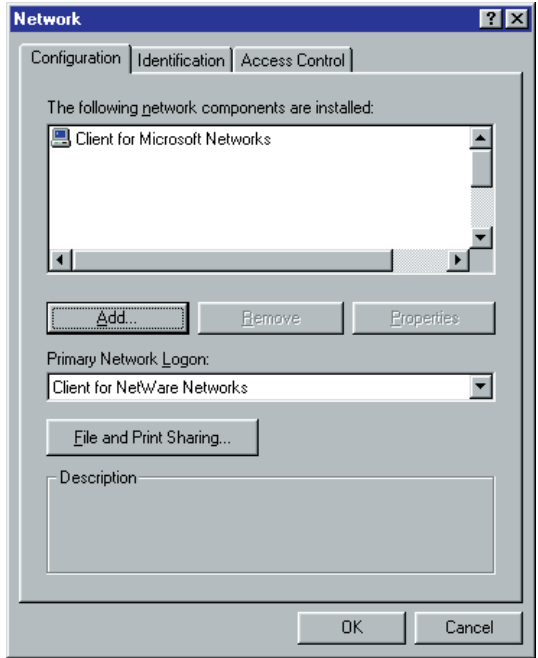 Network
Configuration Identification Access Control
The following network components are installed:
Client for Microsoft Networks
Add... Remove Properties
Primary Network Logon:
Client for NetWare Networks
File and Print Sharing...
Description
OK Cancel